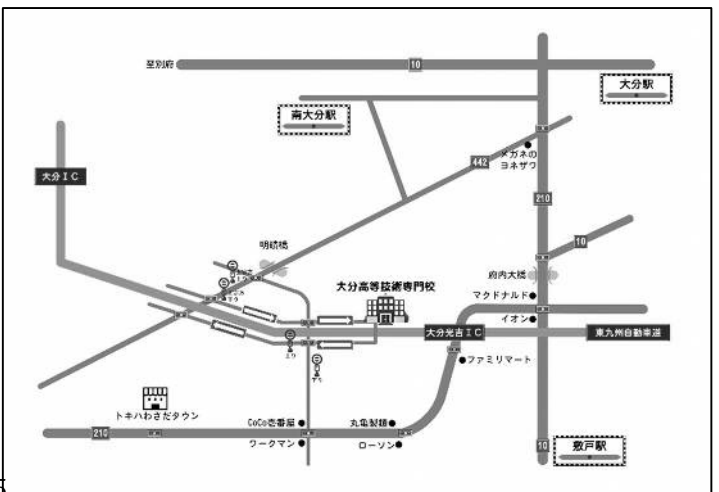 至別府
10
大分駅
南大分駅
442
メガネの
ヨネザワ
大分IC
210
10
明磧橋
府内大橋
大分高等技術専門校
マクドナルド
大分光吉IC
イオン
東九州自動車道
ファミリマート
トキハわさだタウン
CoCo壱番屋
丸亀製麺
210
ワークマン
ローソン
10
敷戸駅